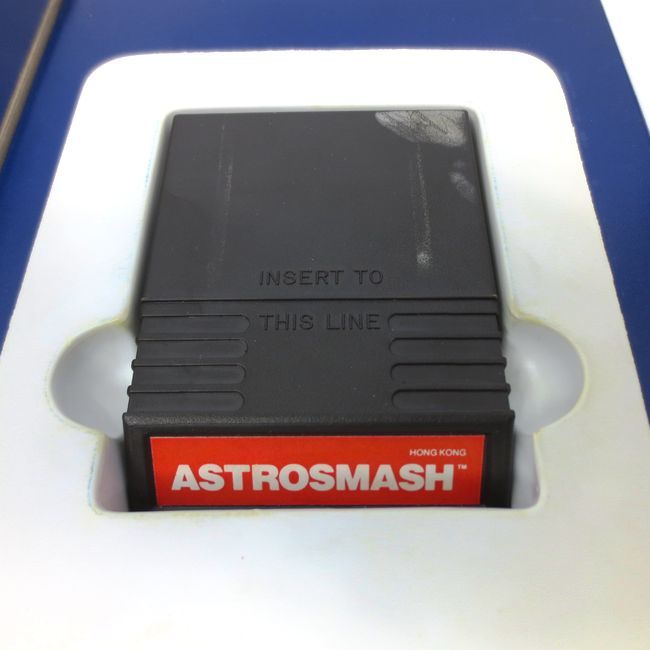 INSERT TO
THIS LINE
HONG KONG
ASTROSMASH™